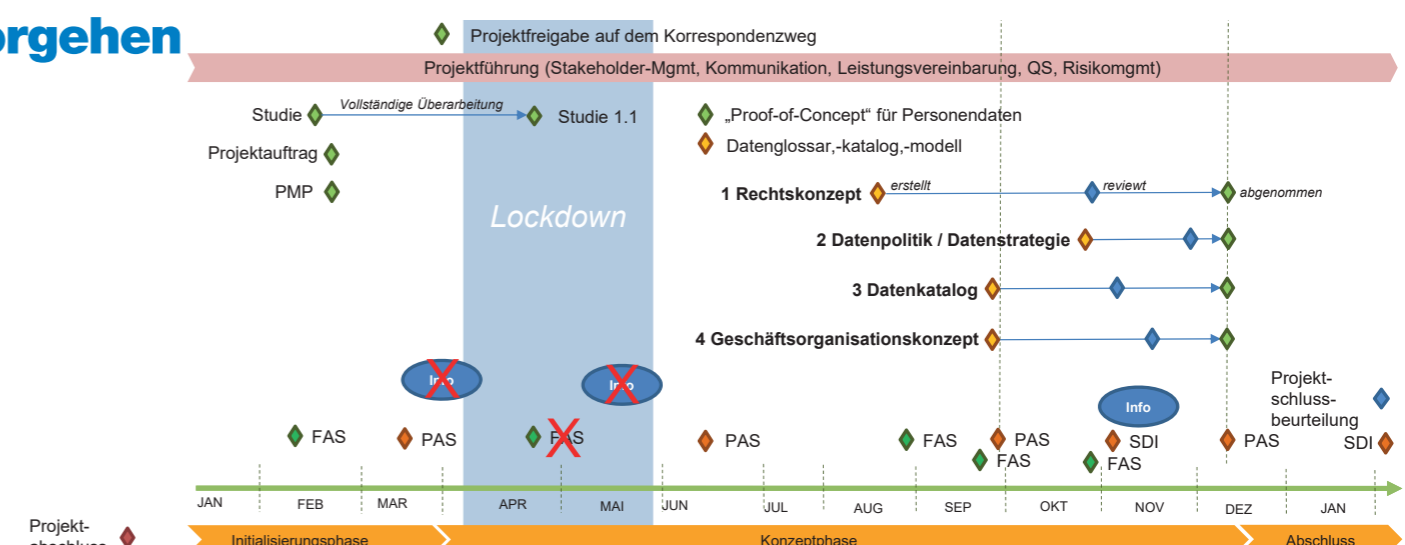 orgehen
Projektfreigabe auf dem Korrespondenzweg
Projektführung (Stakeholder-Mgmt, Kommunikation, Leistungsvereinbarung, QS, Risikomgmt)
Studie
Vollständige Überarbeitung
Studie 1.1
„Proof-of-Concept“ für Personendaten
Projektauftrag
Datenglossar,-katalog,-modell
PMP
1 Rechtskonzept
erstellt
reviewt
abgenommen
Lockdown
2 Datenpolitik / Datenstrategie
3 Datenkatalog
4 Geschäftsorganisationskonzept
Info
Info
Info
Projekt-
schluss-
beurteilung
FAS
PAS
FAS
PAS
FAS
PAS
SDI
PAS
SDI
FAS
FAS
JAN
FEB
MAR
APR
MAI
JUN
JUL
AUG
SEP
OKT
NOV
DEZ
JAN
Projekt-
abschluss
Initialisierungsphase
Konzeptphase
Abschluss